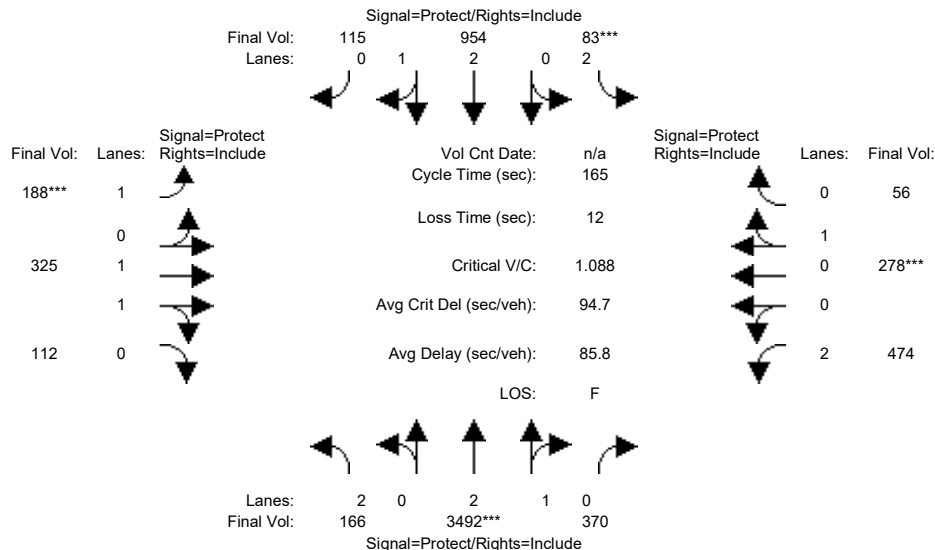 Signal=Protect/Rights=Include
Final Vol: 115 954 83***
Lanes: 0 1 2 0 2
Signal=Protect Signal=Protect
Final Vol: Lanes: Rights=Include Vol Cnt Date: n/a Rights=Include Lanes: Final Vol:
Cycle Time (sec): 165
188*** 1 0 56
Loss Time (sec): 12
0 1
325 1 Critical V/C: 1.088 0 278***
1 Avg Crit Del (sec/veh): 94.7 0
112 0 Avg Delay (sec/veh): 85.8 2 474
LOS: F
Lanes: 2 0 2 1 0
Final Vol: 166 3492*** 370
Signal=Protect/Rights=Include